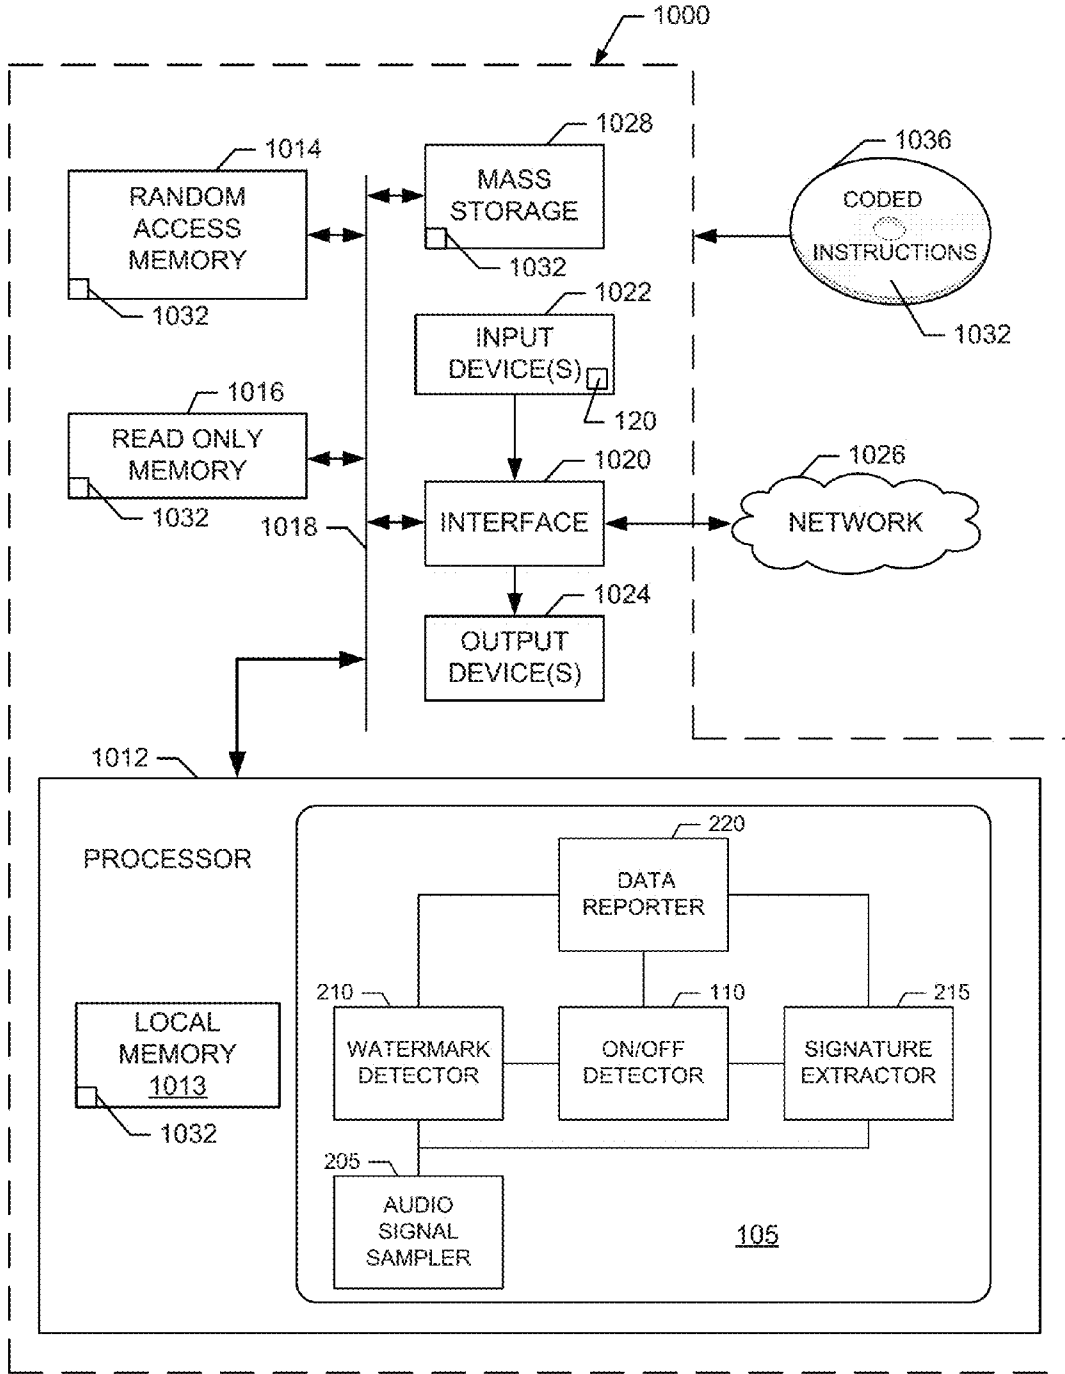 1000
1014
RANDOM
ACCESS
MEMORY
1032
1028
MASS
STORAGE
1032
1036
CODED
INSTRUCTIONS
1032
1022
INPUT
DEVICE(S)
120
1016
READ ONLY
MEMORY
1032
1018
1020
INTERFACE
1026
NETWORK
1024
OUTPUT
DEVICE(S)
1012
PROCESSOR
220
DATA
REPORTER
210
WATERMARK
DETECTOR
110
ON/OFF
DETECTOR
215
SIGNATURE
EXTRACTOR
LOCAL
MEMORY
1013
1032
205
AUDIO
SIGNAL
SAMPLER
105